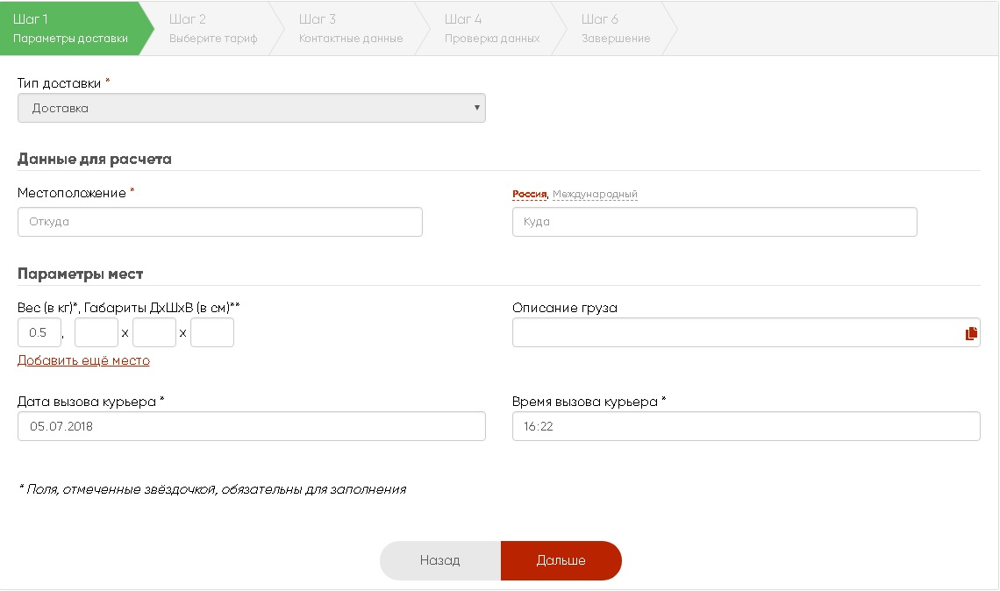 Шаг 1 Шаг 2 Шаг 3 Шаг 4 Шаг 6
Параметры доставки Выберите тариф Контактные данные Проверка данных Завершение
Тип доставки *
Доставка
Данные для расчета
Местоположение * Россия, Международный
Откуда Куда
Параметры мест
Вес (в кг)*, Габариты ДхШхВ (в см)** Описание груза
0.5 , x x
Добавить ещё место
Дата вызова курьера * Время вызова курьера *
05.07.2018 16:22
* Поля, отмеченные звёздочкой, обязательны для заполнения
Назад Дальше